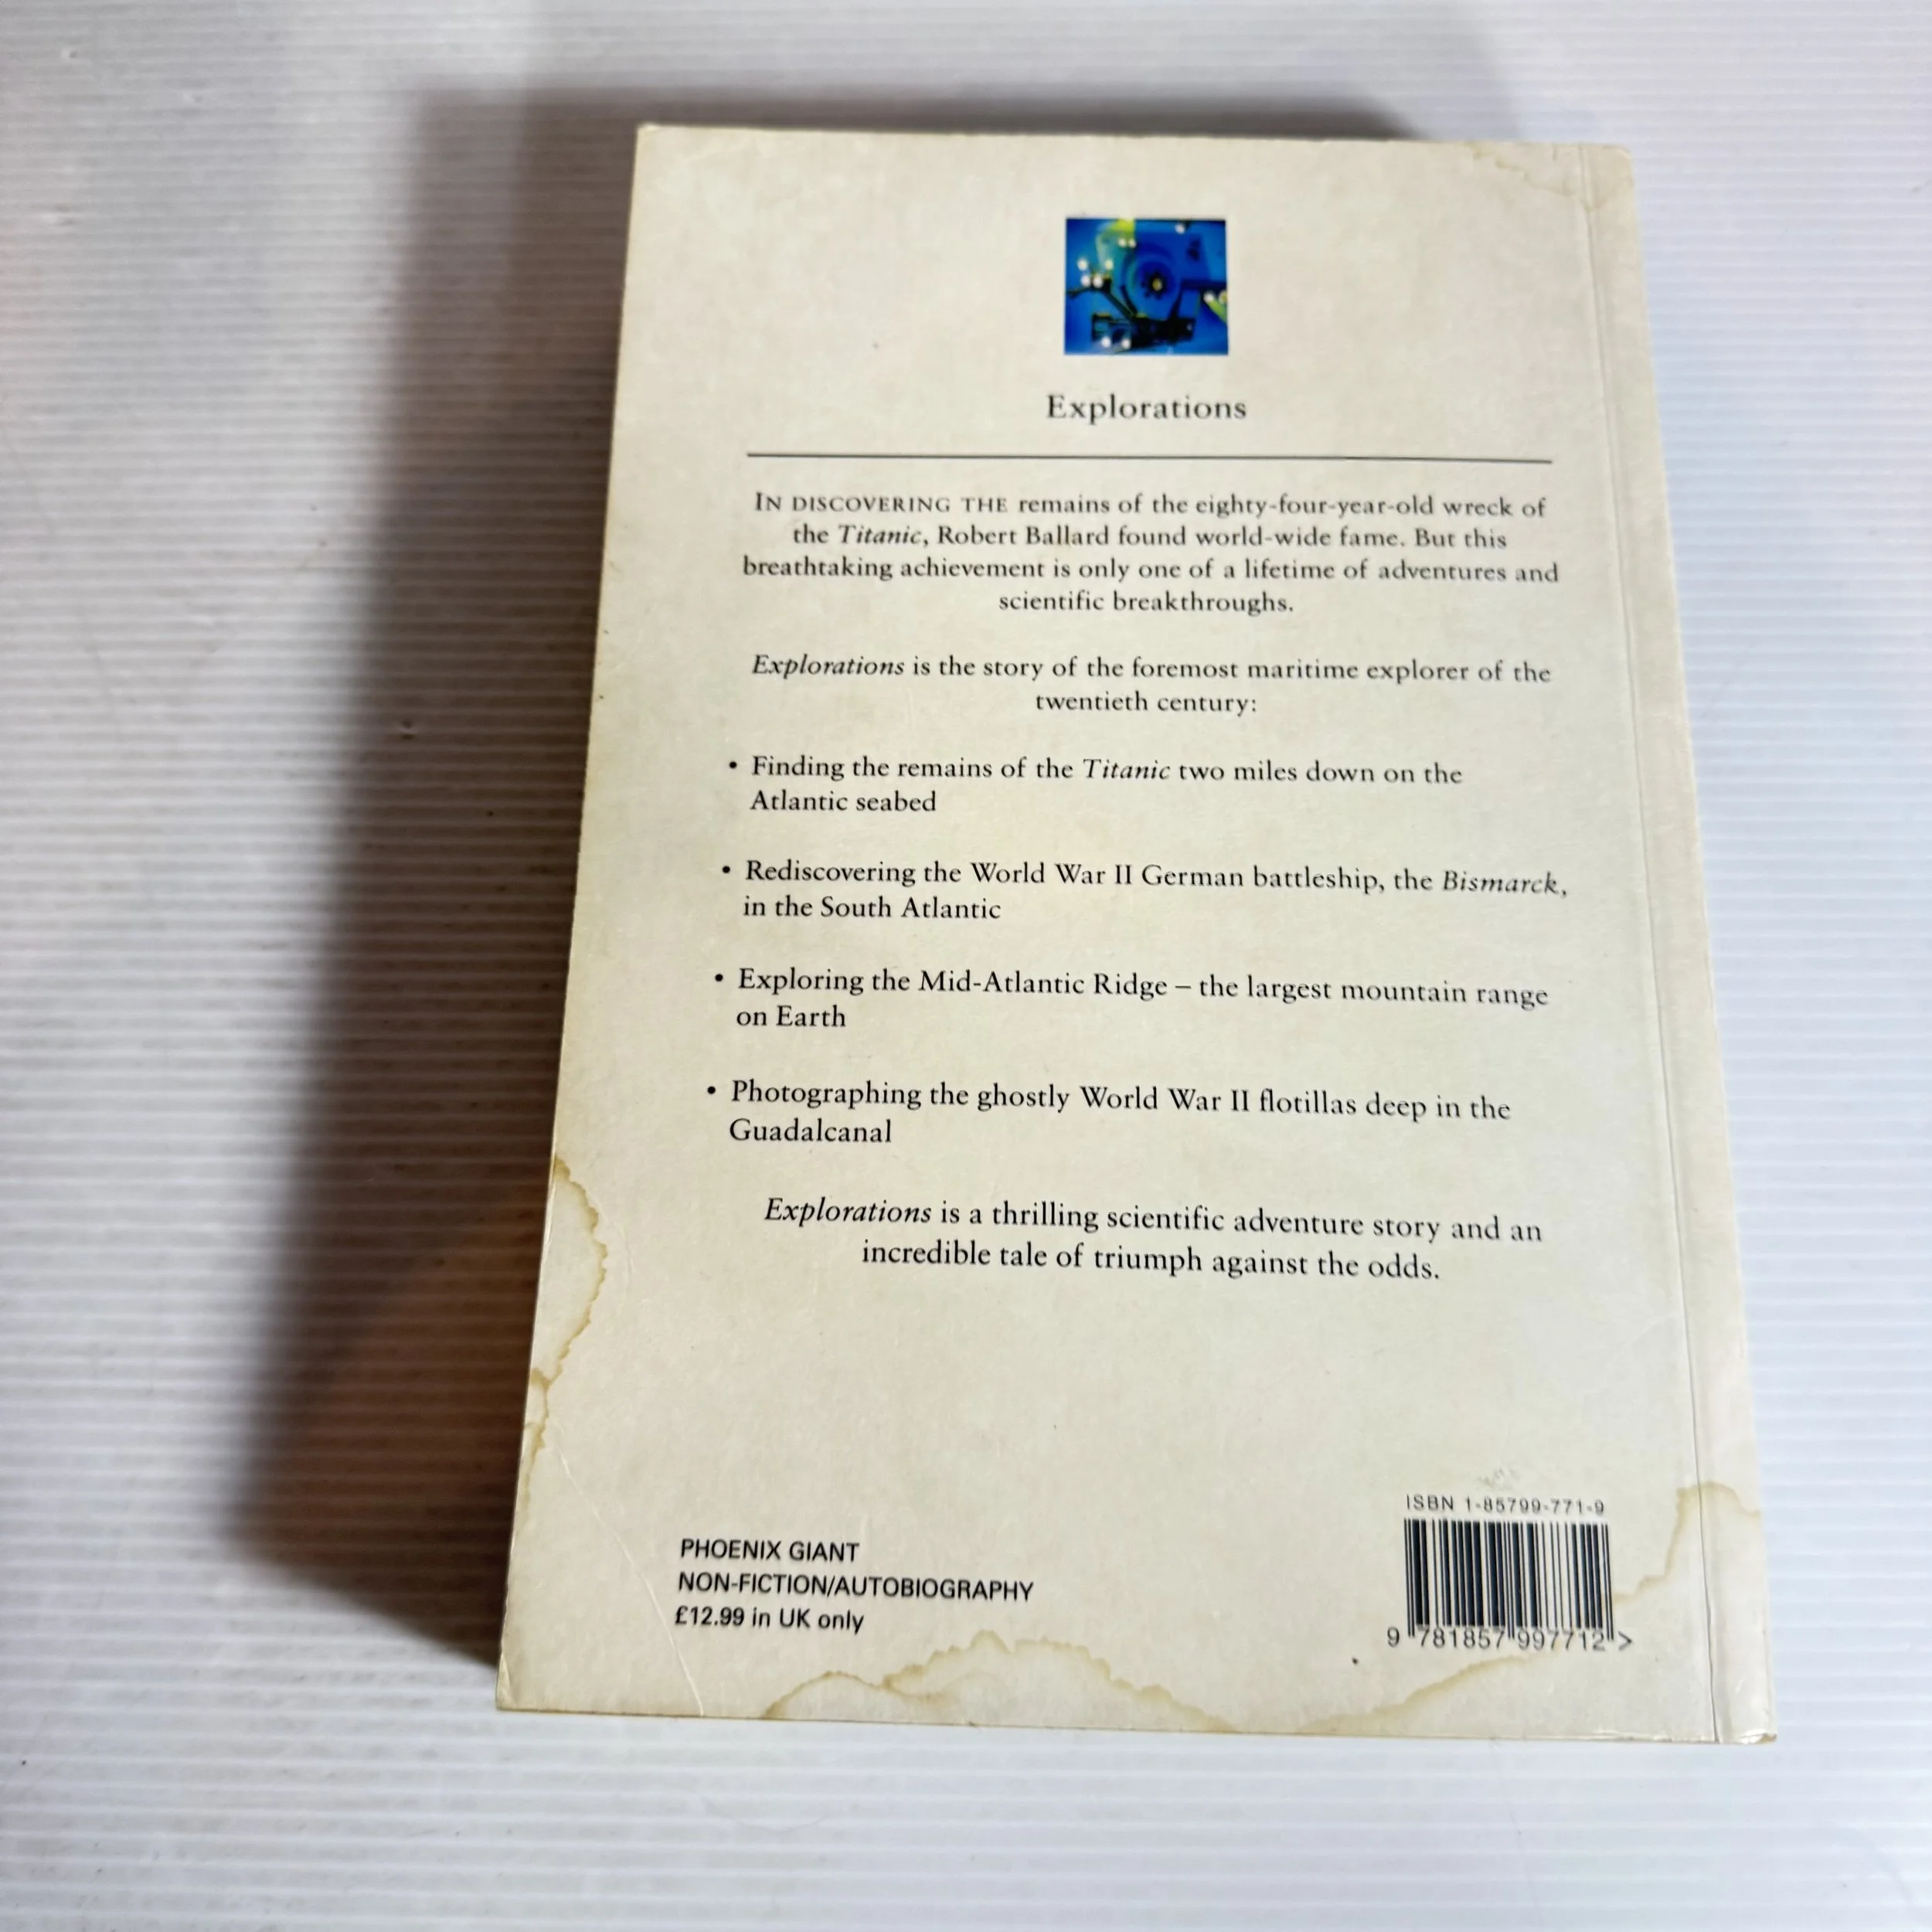 Explorations
IN DISCOVERING THE remains of the eighty-four-year-old wreck of
the Titanic, Robert Ballard found world-wide fame. But this
breathtaking achievement is only one of a lifetime of adventures and
scientific breakthroughs.
Explorations is the story of the foremost maritime explorer of the
twentieth century:
• Finding the remains of the Titanic two miles down on the
Atlantic seabed
• Rediscovering the World War II German battleship, the Bismarck,
in the South Atlantic
• Exploring the Mid-Atlantic Ridge – the largest mountain range
on Earth
• Photographing the ghostly World War II flotillas deep in the
Guadalcanal
Explorations is a thrilling scientific adventure story and an
incredible tale of triumph against the odds.
PHOENIX GIANT
NON-FICTION/AUTOBIOGRAPHY
£12.99 in UK only
ISBN 1-85799-771-9
9 781857 997712 >